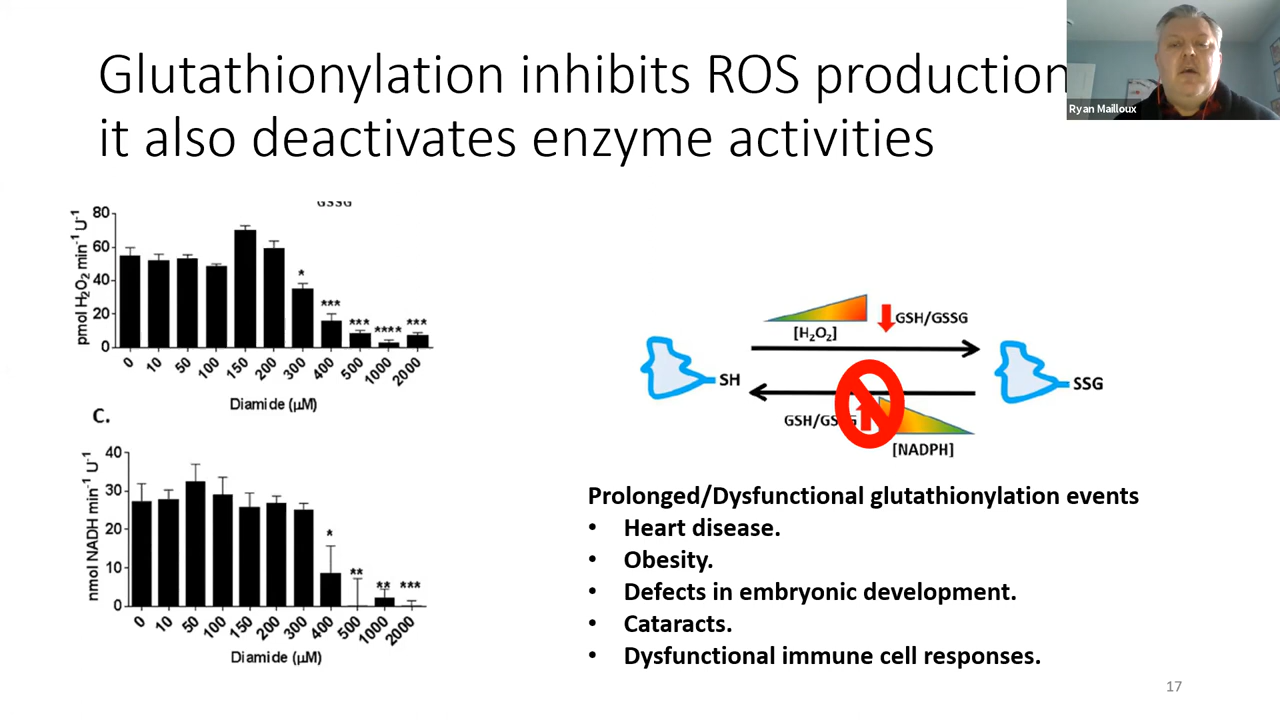 Glutathionylation inhibits ROS production
it also deactivates enzyme activities
Ryan Mailloux
GSSG
pmol H₂O₂ min⁻¹ U⁻¹
80
60
40
20
0
* *** *** **** ***
0 10 50 100 150 200 300 400 500 1000 2000
Diamide (μM)
C.
nmol NADH min⁻¹ U⁻¹
40
30
20
10
0
* ** ** ***
0 10 50 100 150 200 300 400 500 1000 2000
Diamide (μM)
[H₂O₂]
GSH/GSSG
SH
SSG
GSH/GS G
[NADPH]
Prolonged/Dysfunctional glutathionylation events
• Heart disease.
• Obesity.
• Defects in embryonic development.
• Cataracts.
• Dysfunctional immune cell responses.
17